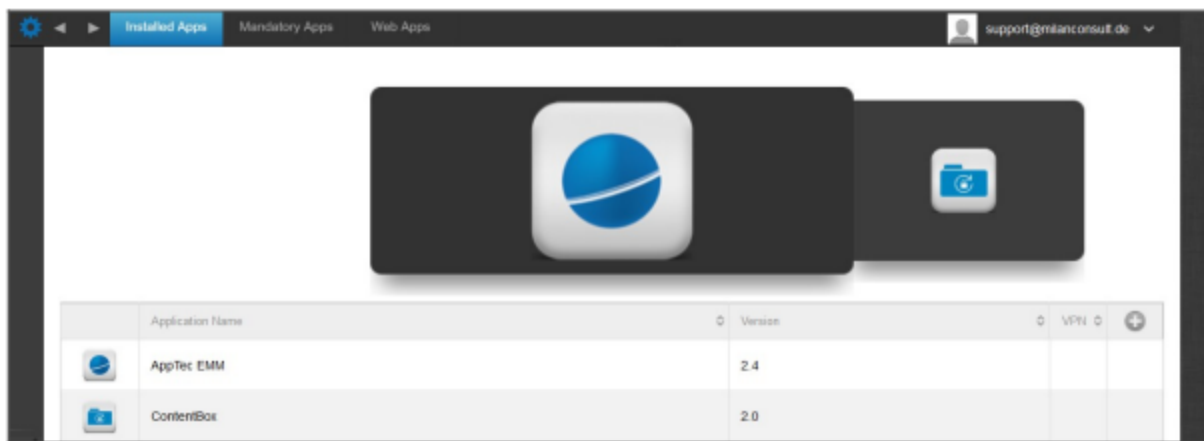 Installed Apps Mandatory Apps Web Apps support@milanconsult.de
Application Name Version VPN
AppTec EMM 2.4
ContentBox 2.0